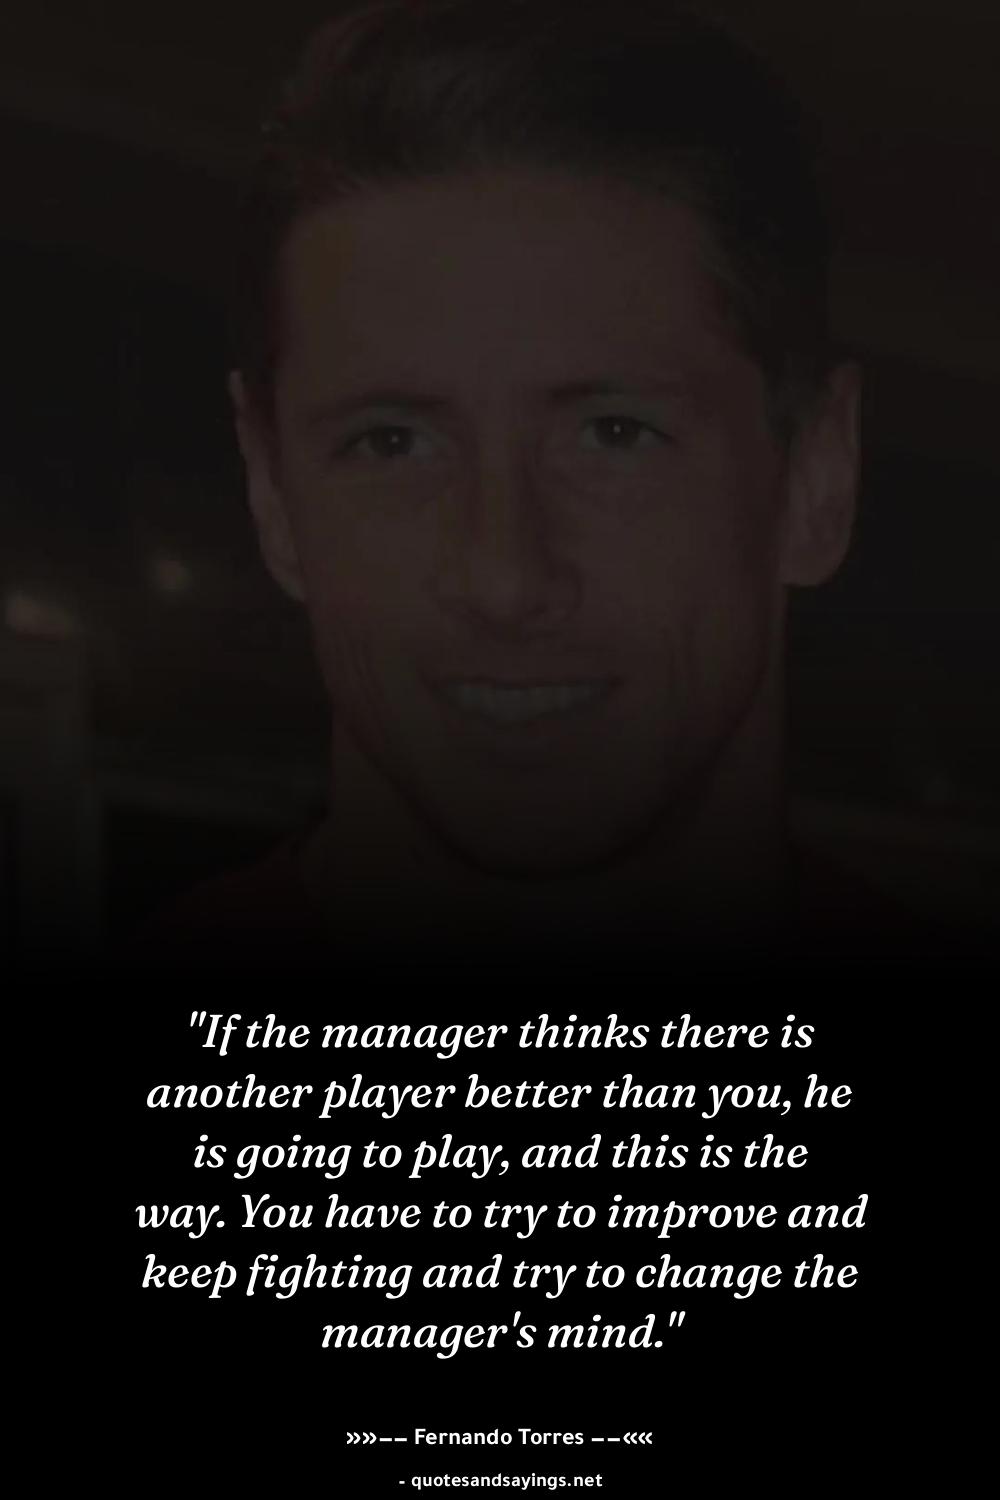 "If the manager thinks there is
another player better than you, he
is going to play, and this is the
way. You have to try to improve and
keep fighting and try to change the
manager's mind."
»»−− Fernando Torres −−««
- quotesandsayings.net